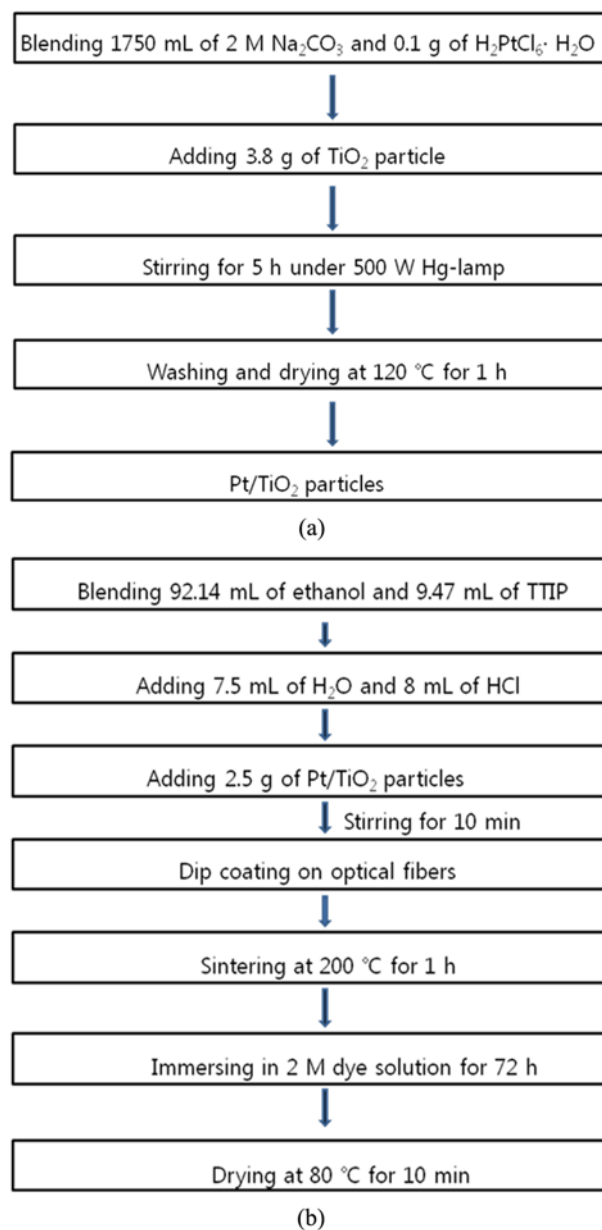 Blending 1750 mL of 2 M Na₂CO₃ and 0.1 g of H₂PtCl₆· H₂O
Adding 3.8 g of TiO₂ particle
Stirring for 5 h under 500 W Hg-lamp
Washing and drying at 120 ℃ for 1 h
Pt/TiO₂ particles
(a)
Blending 92.14 mL of ethanol and 9.47 mL of TTIP
Adding 7.5 mL of H₂O and 8 mL of HCl
Adding 2.5 g of Pt/TiO₂ particles
Stirring for 10 min
Dip coating on optical fibers
Sintering at 200 ℃ for 1 h
Immersing in 2 M dye solution for 72 h
Drying at 80 ℃ for 10 min
(b)